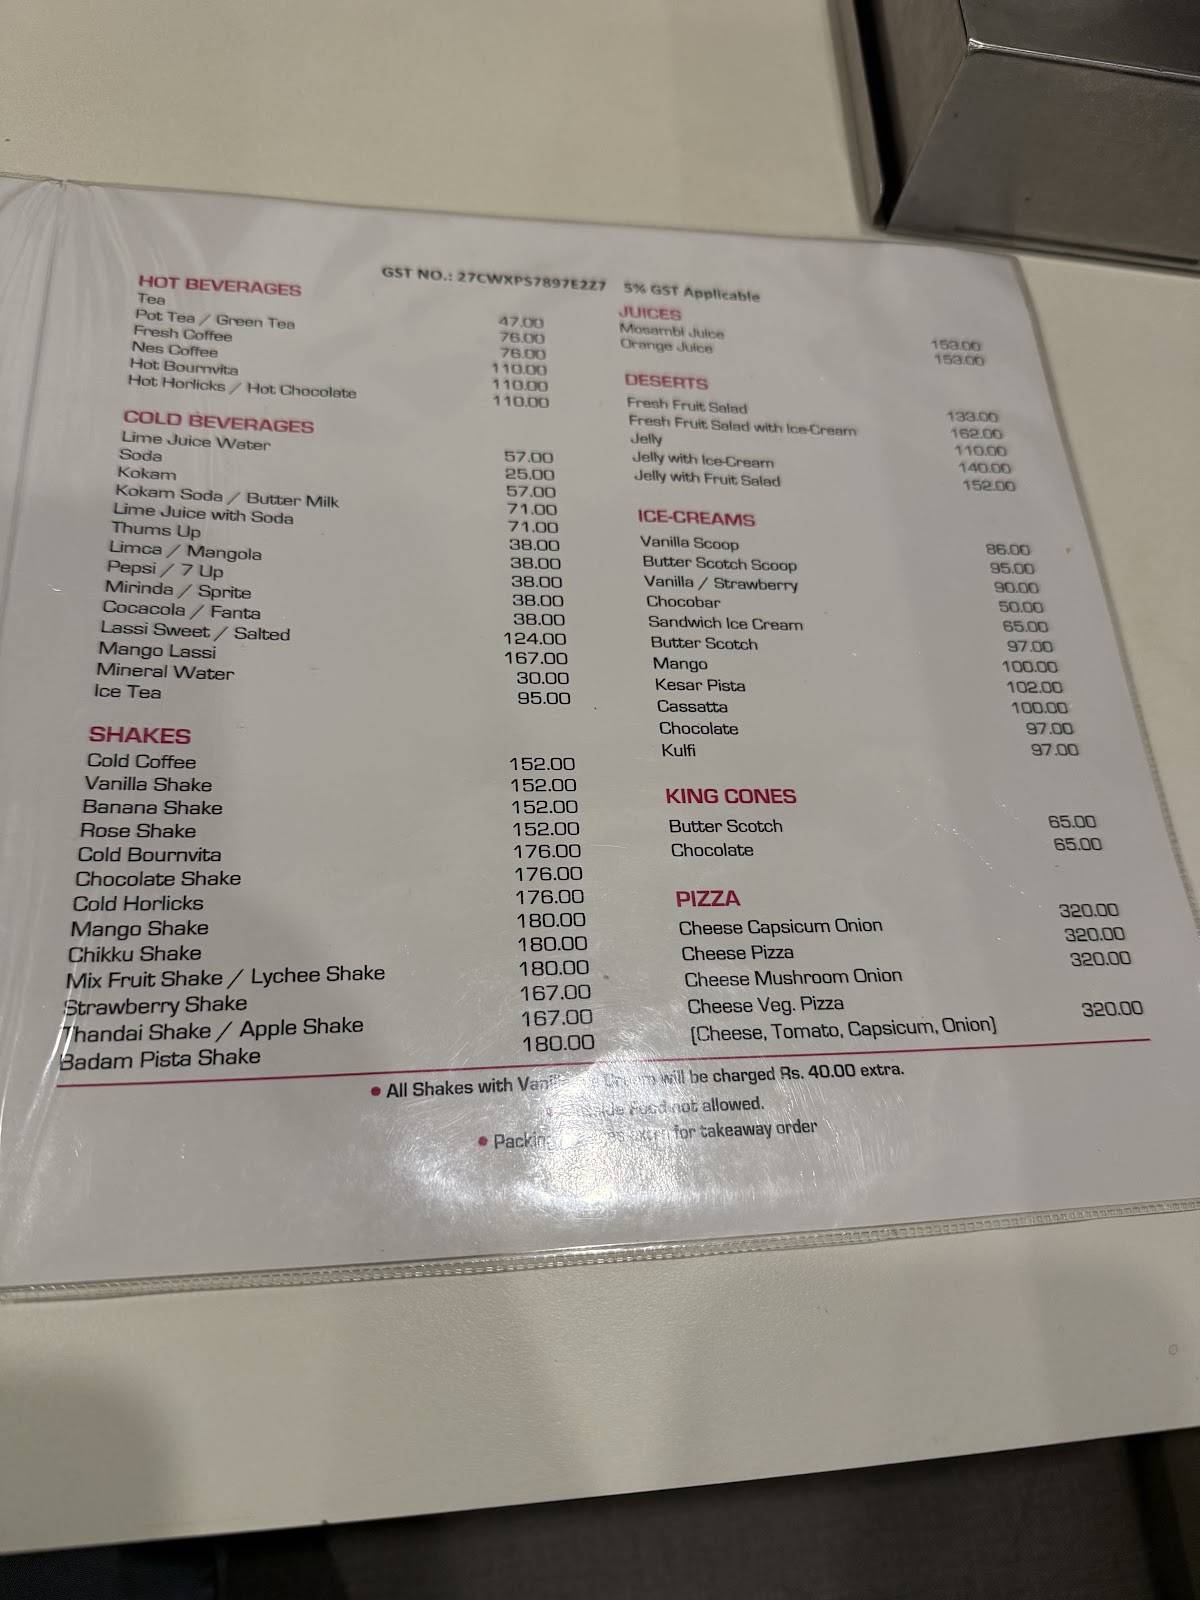 GST NO.: 27CWXPS7897E2Z7 5% GST Applicable
HOT BEVERAGES
Tea 47.00
Pot Tea / Green Tea 76.00
Fresh Coffee 76.00
Nes Coffee 110.00
Hot Bournvita 110.00
Hot Horlicks / Hot Chocolate 110.00
COLD BEVERAGES
Lime Juice Water 57.00
Soda 25.00
Kokam 57.00
Kokam Soda / Butter Milk 71.00
Lime Juice with Soda 71.00
Thums Up 38.00
Limca / Mangola 38.00
Pepsi / 7 Up 38.00
Mirinda / Sprite 38.00
Cocacola / Fanta 38.00
Lassi Sweet / Salted 124.00
Mango Lassi 167.00
Mineral Water 30.00
Ice Tea 95.00
SHAKES
Cold Coffee 152.00
Vanilla Shake 152.00
Banana Shake 152.00
Rose Shake 152.00
Cold Bournvita 176.00
Chocolate Shake 176.00
Cold Horlicks 176.00
Mango Shake 180.00
Chikku Shake 180.00
Mix Fruit Shake / Lychee Shake 180.00
Strawberry Shake 167.00
Thandai Shake / Apple Shake 167.00
Badam Pista Shake 180.00
JUICES
Mosambi Juice 153.00
Orange Juice 153.00
DESERTS
Fresh Fruit Salad 133.00
Fresh Fruit Salad with Ice-Cream 162.00
Jelly 110.00
Jelly with Ice-Cream 140.00
Jelly with Fruit Salad 152.00
ICE-CREAMS
Vanilla Scoop 86.00
Butter Scotch Scoop 95.00
Vanilla / Strawberry 90.00
Chocobar 50.00
Sandwich Ice Cream 65.00
Butter Scotch 97.00
Mango 100.00
Kesar Pista 102.00
Cassatta 100.00
Chocolate 97.00
Kulfi 97.00
KING CONES
Butter Scotch 65.00
Chocolate 65.00
PIZZA
Cheese Capsicum Onion 320.00
Cheese Pizza 320.00
Cheese Mushroom Onion 320.00
Cheese Veg. Pizza
(Cheese, Tomato, Capsicum, Onion) 320.00
• All Shakes with Vanilla Cream will be charged Rs. 40.00 extra.
Food not allowed.
• Packing extra for takeaway order